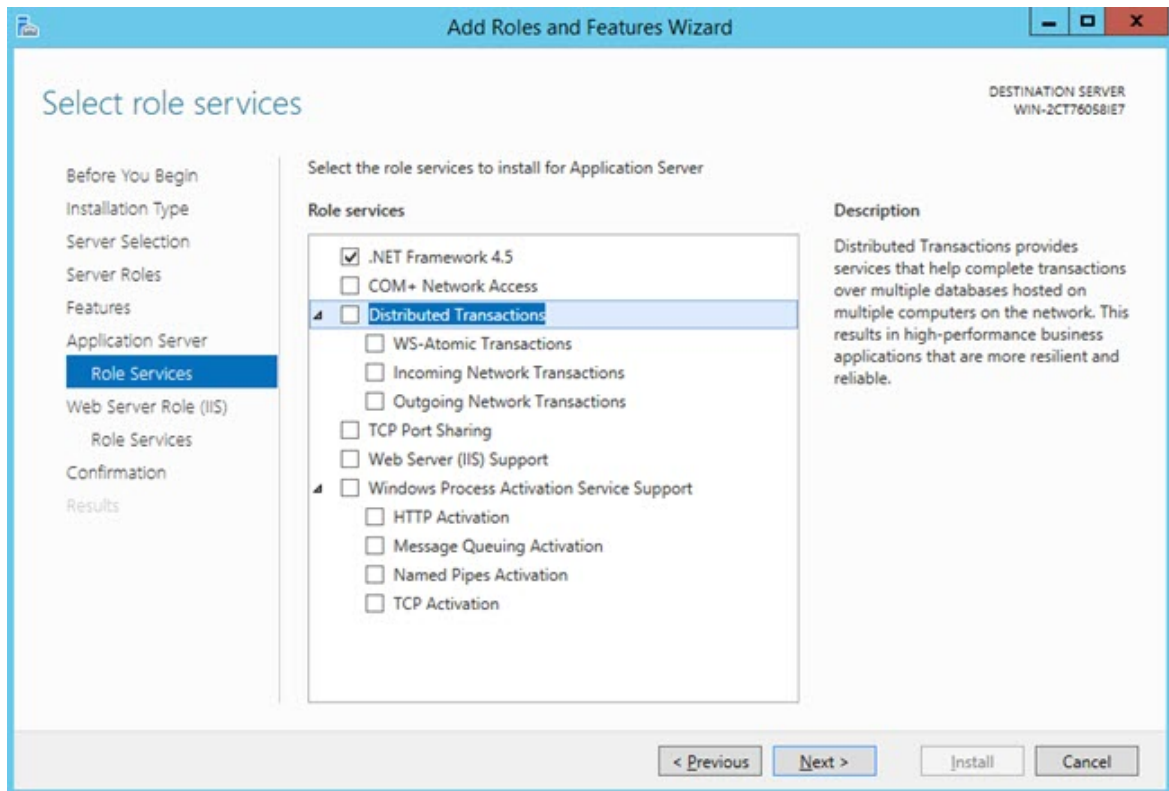 Add Roles and Features Wizard
Select role services
DESTINATION SERVER
WIN-2CT76058IE7
Before You Begin
Installation Type
Server Selection
Server Roles
Features
Application Server
Role Services
Web Server Role (IIS)
Role Services
Confirmation
Results
Select the role services to install for Application Server
Role services
.NET Framework 4.5
COM+ Network Access
Distributed Transactions
WS-Atomic Transactions
Incoming Network Transactions
Outgoing Network Transactions
TCP Port Sharing
Web Server (IIS) Support
Windows Process Activation Service Support
HTTP Activation
Message Queuing Activation
Named Pipes Activation
TCP Activation
Description
Distributed Transactions provides
services that help complete transactions
over multiple databases hosted on
multiple computers on the network. This
results in high-performance business
applications that are more resilient and
reliable.
< Previous
Next >
Install
Cancel